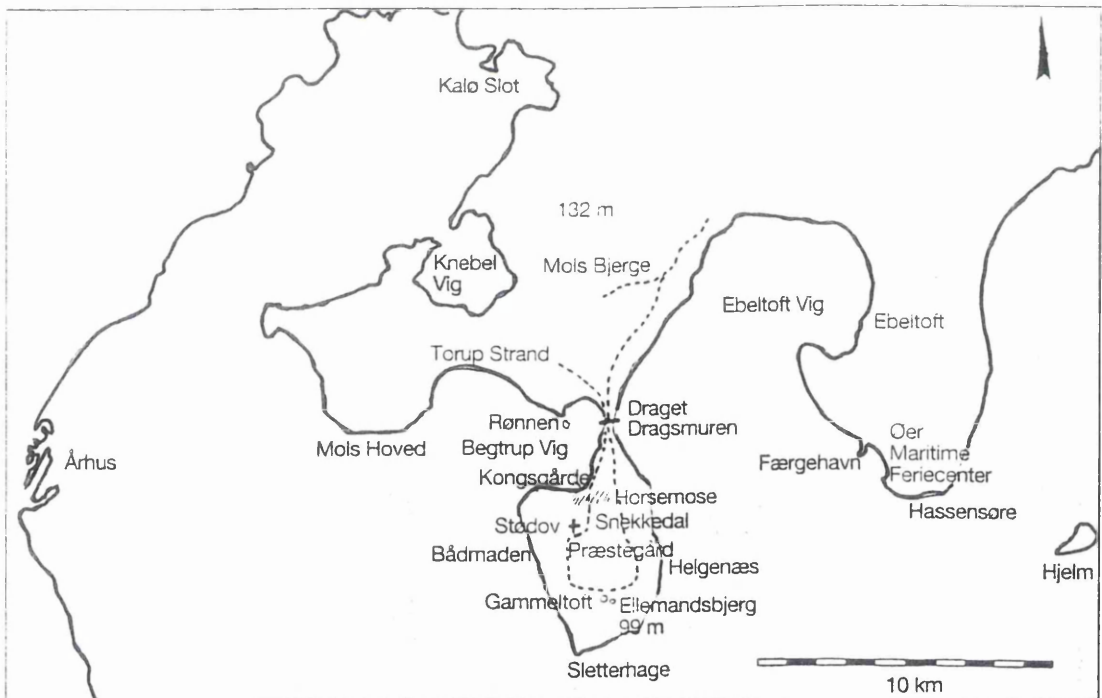 Kalø Slot
132 m
Knebel
Vig
Mols Bjerge
Ebeltoft Vig
Ebeltoft
Torup Strand
Rønnen
Draget
Dragsmuren
Begtrup Vig
Mols Hoved
Århus
Kongsgårde
Færgehavn
Oer
Maritime
Feriecenter
Hassensøre
Horsemose
Stødov
Snekkedal
Bådmaden
Præstegård
Helgenæs
Hjelm
Gammeltoft
Ellemandsbjerg
99 m
Sletterhage
10 km